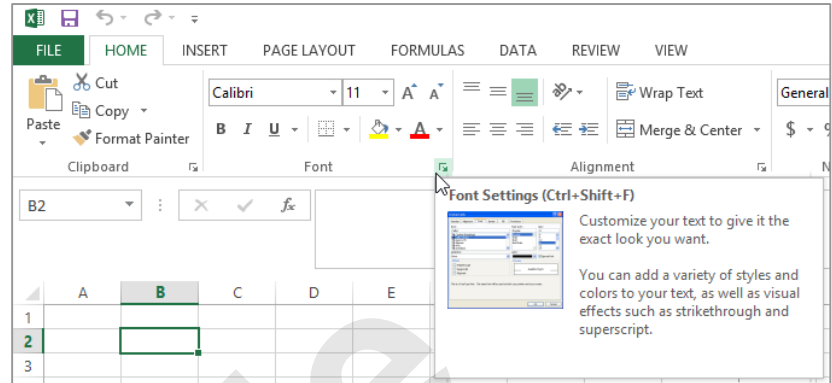 FILE HOME INSERT PAGE LAYOUT FORMULAS DATA REVIEW VIEW
Cut
Calibri 11 A A Wrap Text General
Copy
Paste
Format Painter B I U A Merge & Center $ %
Clipboard Font Alignment N
Font Settings (Ctrl+Shift+F)
B2 fx
Customize your text to give it the
exact look you want.
You can add a variety of styles and
colors to your text, as well as visual
effects such as strikethrough and
superscript.
A B C D E
1
2
3